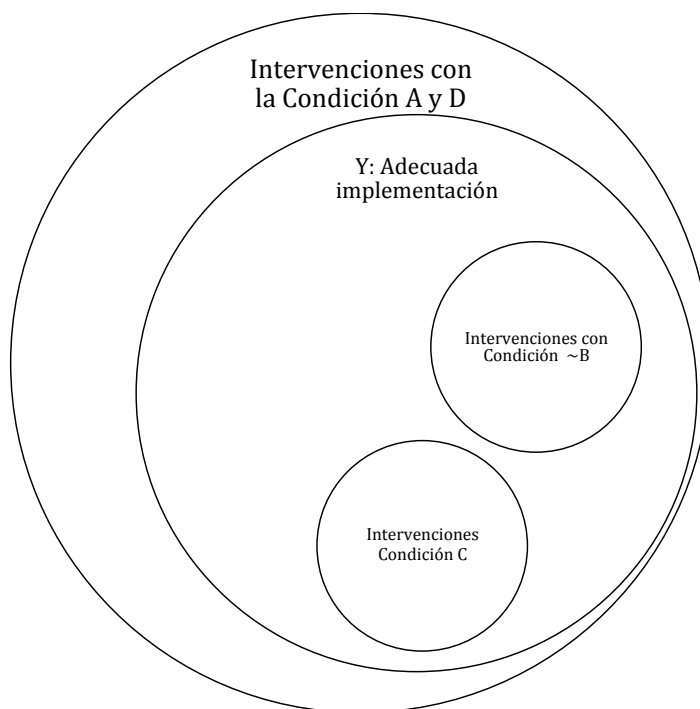 Intervenciones con
la Condición A y D
Y: Adecuada
implementación
Intervenciones con
Condición ~B
Intervenciones
Condición C